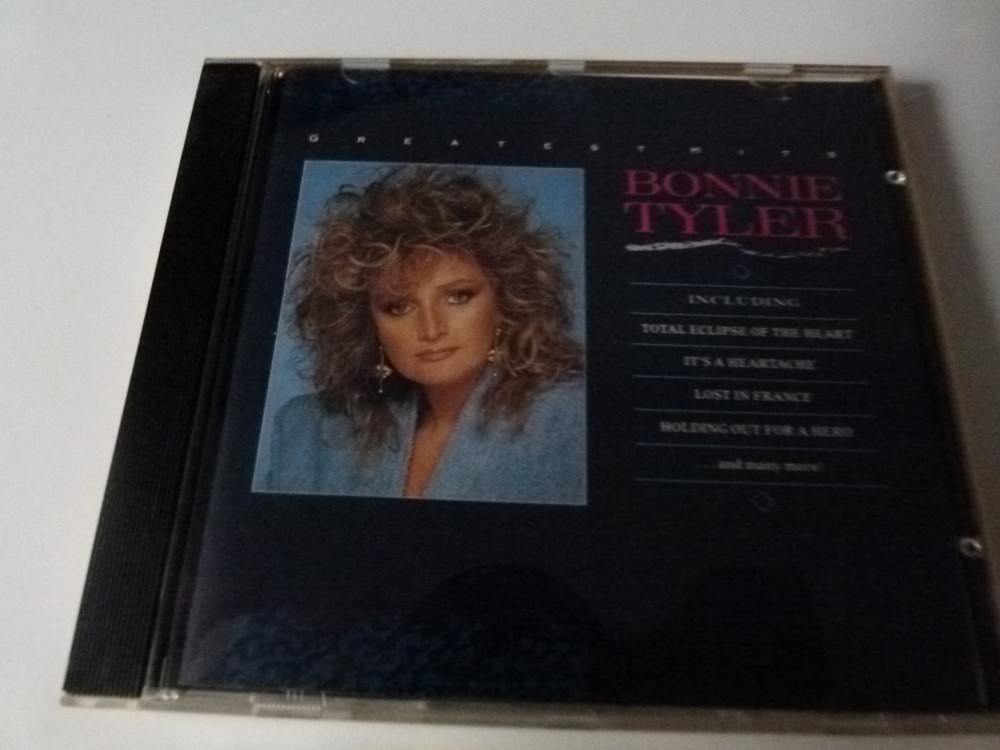 GREATEST HITS
BONNIE
TYLER
INCLUDING
TOTAL ECLIPSE OF THE HEART
IT'S A HEARTACHE
LOST IN FRANCE
HOLDING OUT FOR A HERO
...and many more!